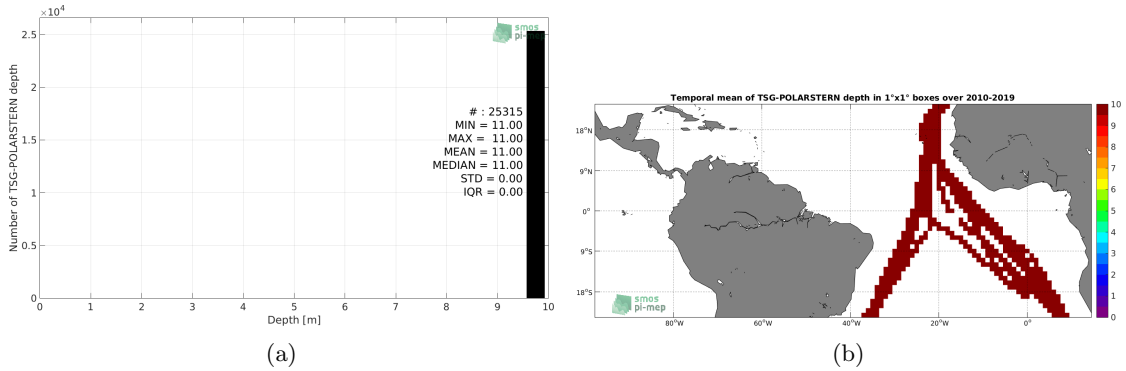 ×10⁴
2.5
2
1.5
1
0.5
0
0 1 2 3 4 5 6 7 8 9 10
Number of TSG-POLARSTERN depth
Depth [m]
smos
pi-mep
# : 25315
MIN = 11.00
MAX = 11.00
MEAN = 11.00
MEDIAN = 11.00
STD = 0.00
IQR = 0.00
(a)
Temporal mean of TSG-POLARSTERN depth in 1°x1° boxes over 2010-2019
18°N
9°N
0°
9°S
18°S
80°W 60°W 40°W 20°W 0°
smos
pi-mep
10
9
8
7
6
5
4
3
2
1
0
(b)